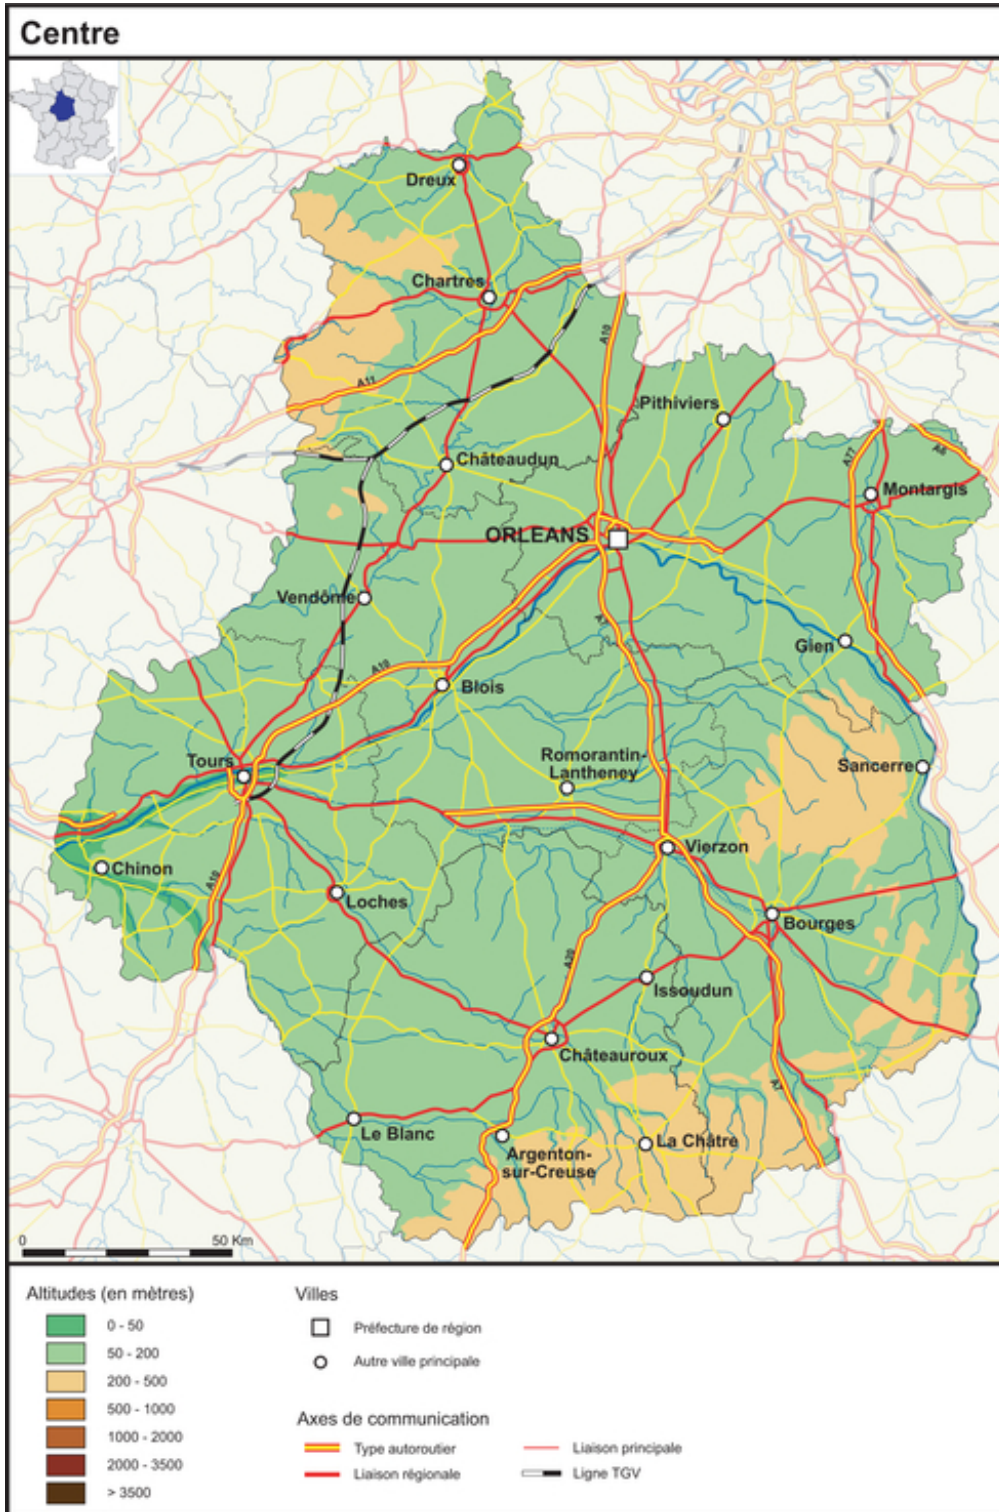 Centre
Dreux
Chartres
A10
A11
Pithiviers
Châteaudun
A77
A6
Montargis
ORLEANS
Vendôme
A7
Gien
A10
Blois
Tours
Romorantin-
Lantheney
Sancerre
Chinon
A10
Loches
Vierzon
Bourges
A20
Issoudun
Châteauroux
A7
Le Blanc
Argenton-
sur-Creuse
La Châtre
0
50 Km
Altitudes (en mètres)
0 - 50
50 - 200
200 - 500
500 - 1000
1000 - 2000
2000 - 3500
> 3500
Villes
Préfecture de région
Autre ville principale
Axes de communication
Type autoroutier
Liaison régionale
Liaison principale
Ligne TGV